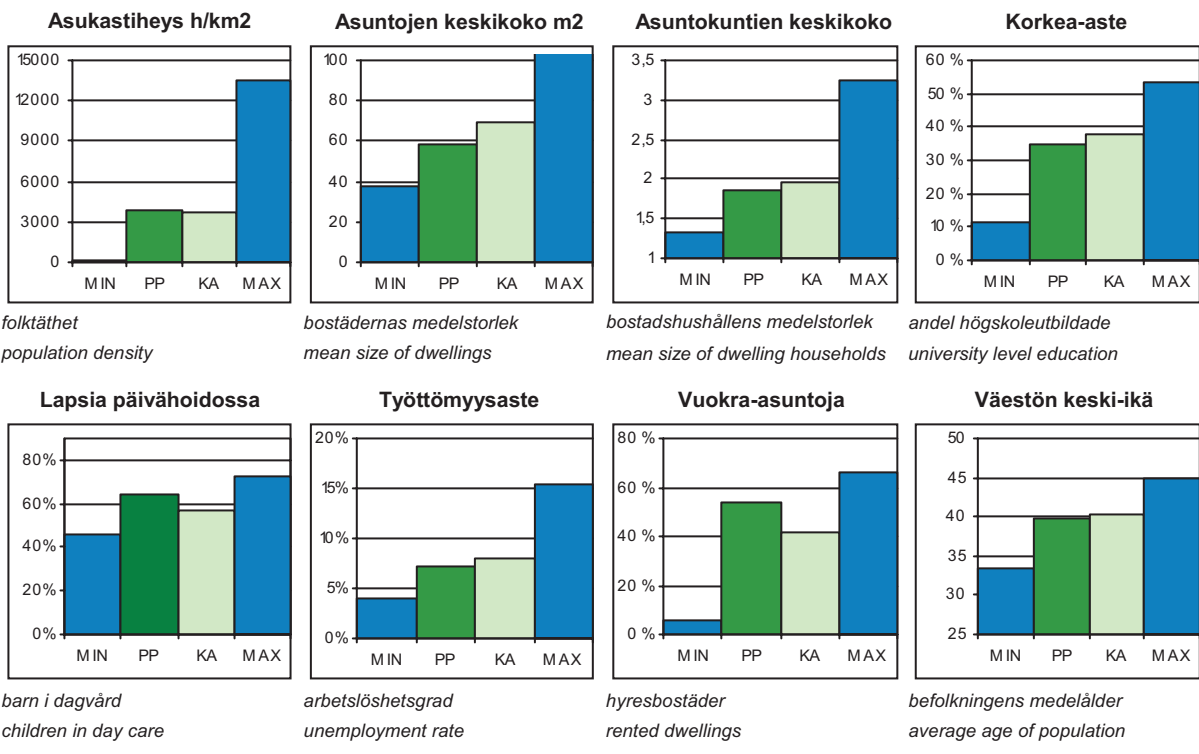 Asukastiheys h/km2
15000
12000
9000
6000
3000
0
MIN PP KA MAX
folktäthet
population density
Asuntojen keskikoko m2
100
80
60
40
20
0
MIN PP KA MAX
bostädernas medelstorlek
mean size of dwellings
Asuntokuntien keskikoko
3,5
3
2,5
2
1,5
1
MIN PP KA MAX
bostadshushållens medelstorlek
mean size of dwelling households
Korkea-aste
60 %
50 %
40 %
30 %
20 %
10 %
0 %
MIN PP KA MAX
andel högskoleutbildade
university level education
Lapsia päivähoidossa
80%
60%
40%
20%
0%
MIN PP KA MAX
barn i dagvård
children in day care
Työttömyysaste
20%
15%
10%
5%
0%
MIN PP KA MAX
arbetslöshetsgrad
unemployment rate
Vuokra-asuntoja
80 %
60 %
40 %
20 %
0 %
MIN PP KA MAX
hyresbostäder
rented dwellings
Väestön keski-ikä
50
45
40
35
30
25
MIN PP KA MAX
befolkningens medelålder
average age of population